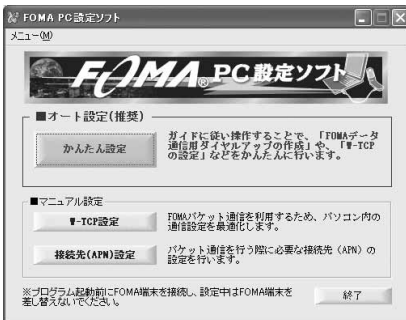 FOMA PC設定ソフト
メニュー(M)
FOMA® PC設定ソフト
■オート設定(推奨)
かんたん設定
ガイドに従い操作することで、「FOMAデータ
通信用ダイヤルアップの作成」や、「W-TCP
の設定」などをかんたんに行います。
■マニュアル設定
W-TCP設定
FOMAパケット通信を利用するため、パソコン内の
通信設定を最適化します。
接続先(APN)設定
パケット通信を行う際に必要な接続先（APN）の
設定を行います。
※プログラム起動前にFOMA端末を接続し、設定中はFOMA端末を
差し替えないでください。
終了